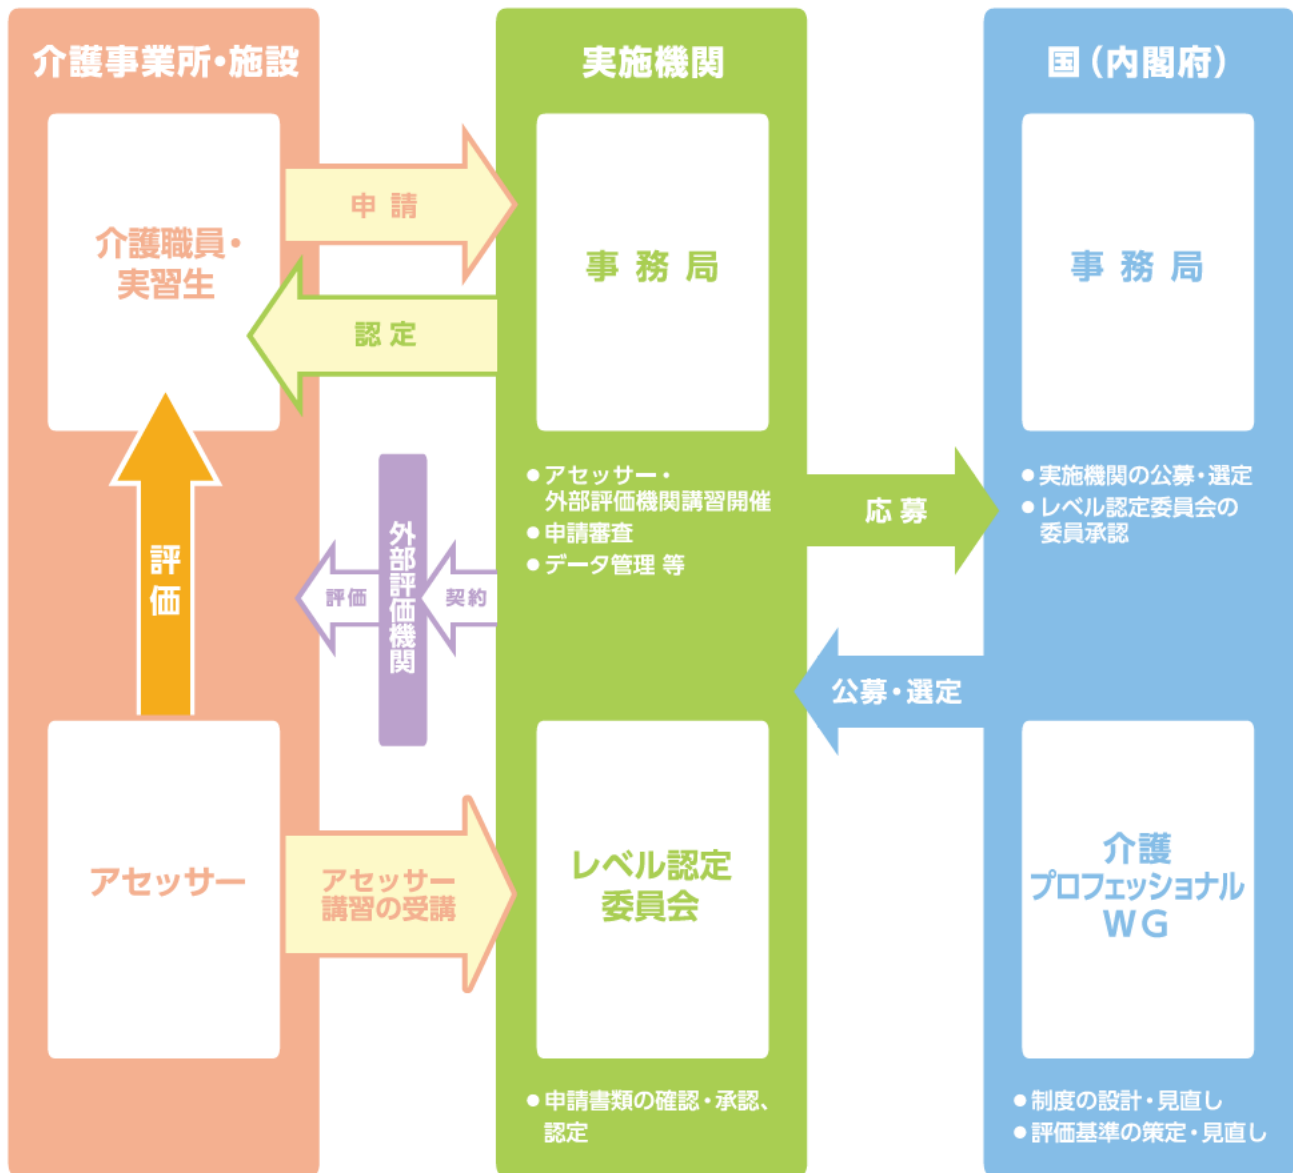 介護事業所・施設
介護職員・
実習生
申請
認定
評価
外部評価機関
評価
契約
アセッサー
アセッサー
講習の受講
実施機関
事務局
●アセッサー・
外部評価機関講習開催
●申請審査
●データ管理 等
レベル認定
委員会
●申請書類の確認・承認、
認定
応募
公募・選定
国(内閣府)
事務局
●実施機関の公募・選定
●レベル認定委員会の
委員承認
介護
プロフェッショナル
WG
●制度の設計・見直し
●評価基準の策定・見直し